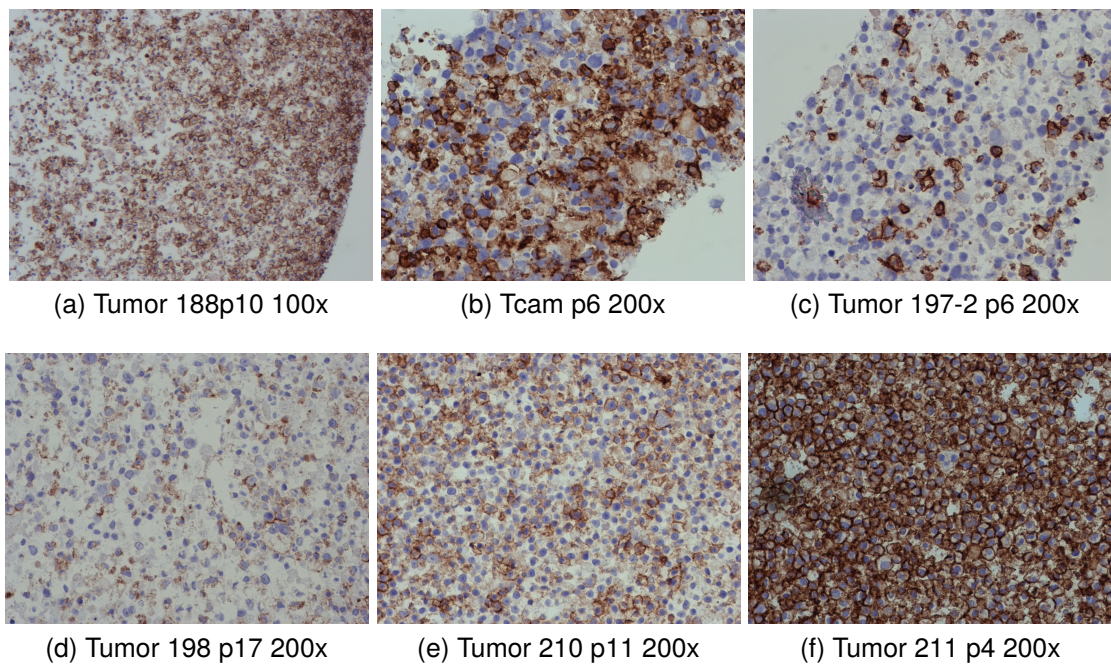 (a) Tumor 188p10 100x
(b) Tcam p6 200x
(c) Tumor 197-2 p6 200x
(d) Tumor 198 p17 200x
(e) Tumor 210 p11 200x
(f) Tumor 211 p4 200x